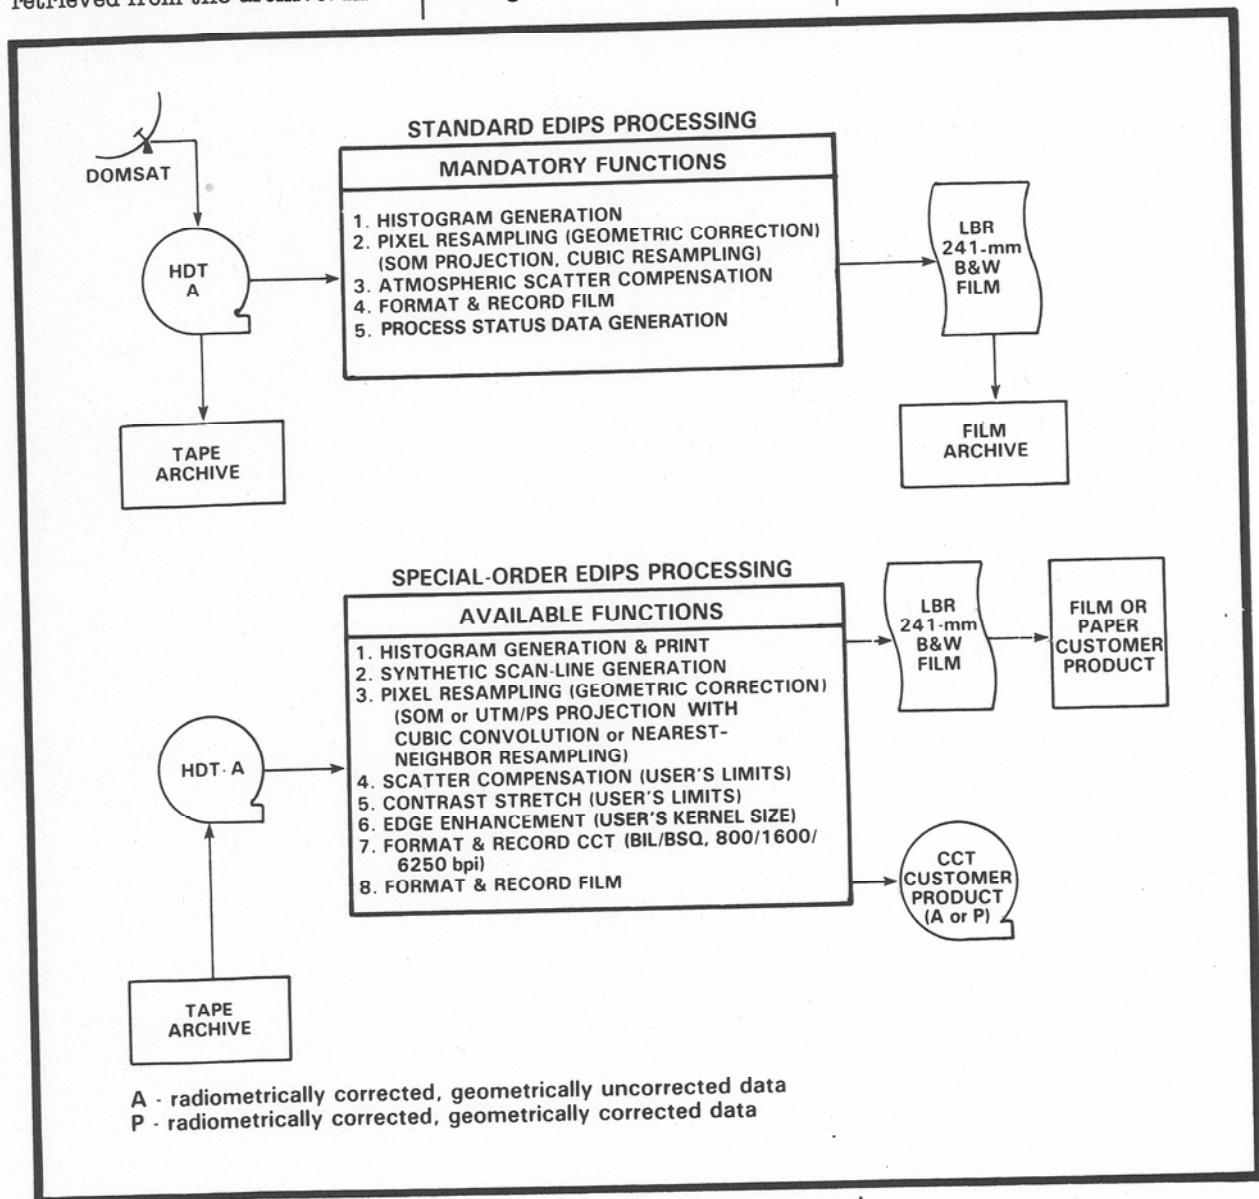 retrieved from the archive. In
STANDARD EDIPS PROCESSING
MANDATORY FUNCTIONS
1. HISTOGRAM GENERATION
2. PIXEL RESAMPLING (GEOMETRIC CORRECTION)
(SOM PROJECTION, CUBIC RESAMPLING)
3. ATMOSPHERIC SCATTER COMPENSATION
4. FORMAT & RECORD FILM
5. PROCESS STATUS DATA GENERATION
DOMSAT
HDT
A
TAPE
ARCHIVE
LBR
241-mm
B&W
FILM
FILM
ARCHIVE
SPECIAL-ORDER EDIPS PROCESSING
AVAILABLE FUNCTIONS
1. HISTOGRAM GENERATION & PRINT
2. SYNTHETIC SCAN-LINE GENERATION
3. PIXEL RESAMPLING (GEOMETRIC CORRECTION)
(SOM or UTM/PS PROJECTION WITH
CUBIC CONVOLUTION or NEAREST-
NEIGHBOR RESAMPLING)
4. SCATTER COMPENSATION (USER'S LIMITS)
5. CONTRAST STRETCH (USER'S LIMITS)
6. EDGE ENHANCEMENT (USER'S KERNEL SIZE)
7. FORMAT & RECORD CCT (BIL/BSQ, 800/1600/
6250 bpi)
8. FORMAT & RECORD FILM
HDT-A
TAPE
ARCHIVE
LBR
241-mm
B&W
FILM
FILM OR
PAPER
CUSTOMER
PRODUCT
CCT
CUSTOMER
PRODUCT
(A or P)
A - radiometrically corrected, geometrically uncorrected data
P - radiometrically corrected, geometrically corrected data